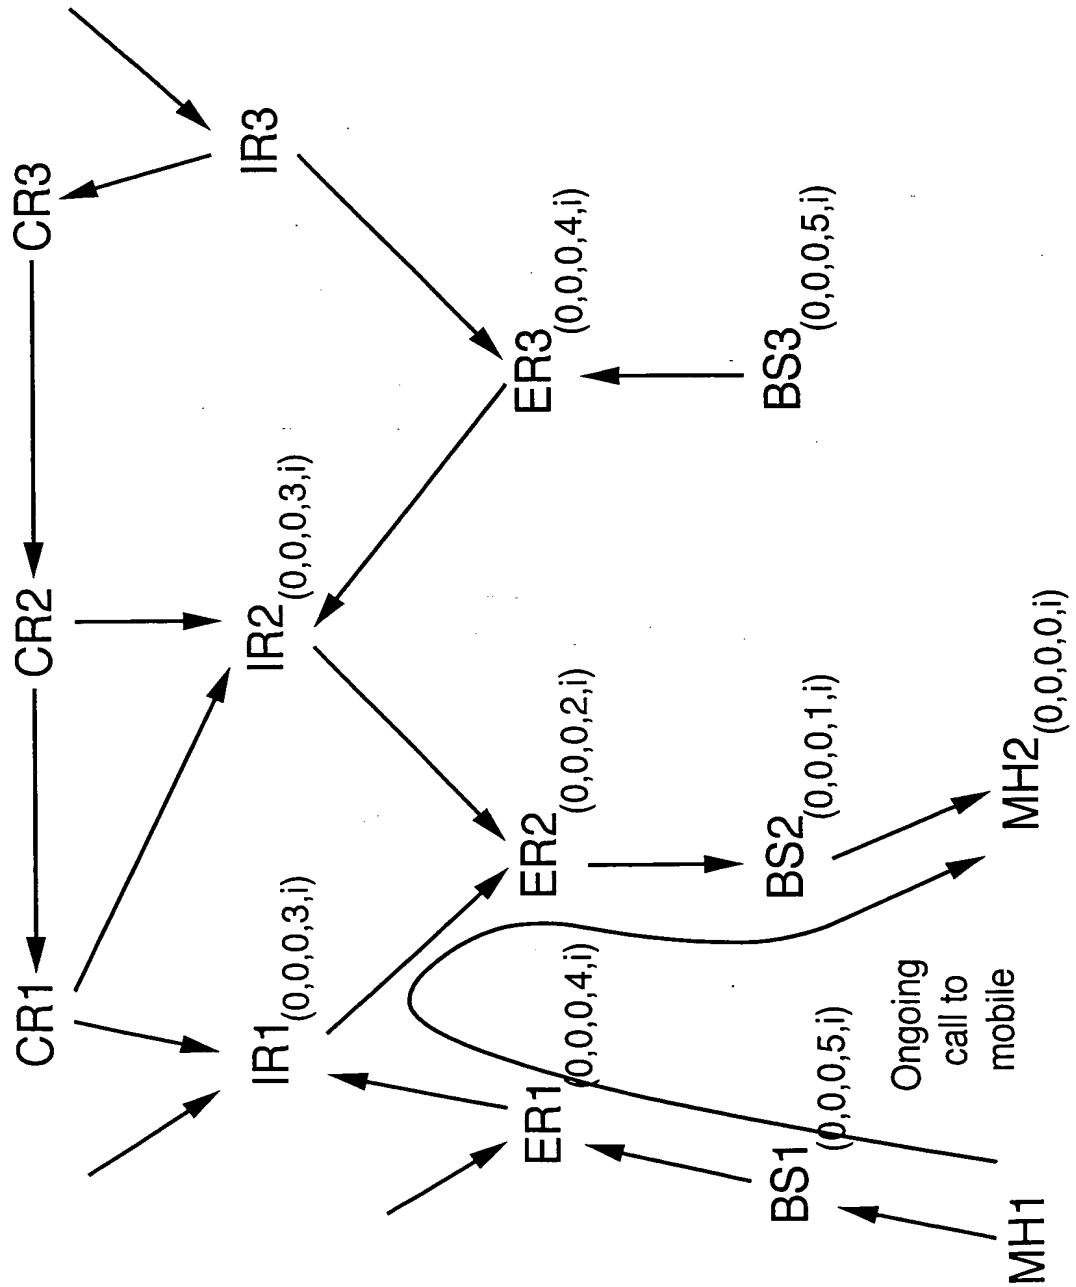 CR1
CR2
CR3
IR1(0,0,0,3,i)
IR2(0,0,0,3,i)
IR3
ER1(0,0,0,4,i)
ER2(0,0,0,2,i)
ER3(0,0,0,4,i)
BS1(0,0,0,5,i)
BS2(0,0,0,1,i)
BS3(0,0,0,5,i)
Ongoing
call to
mobile
MH1
MH2(0,0,0,0,i)